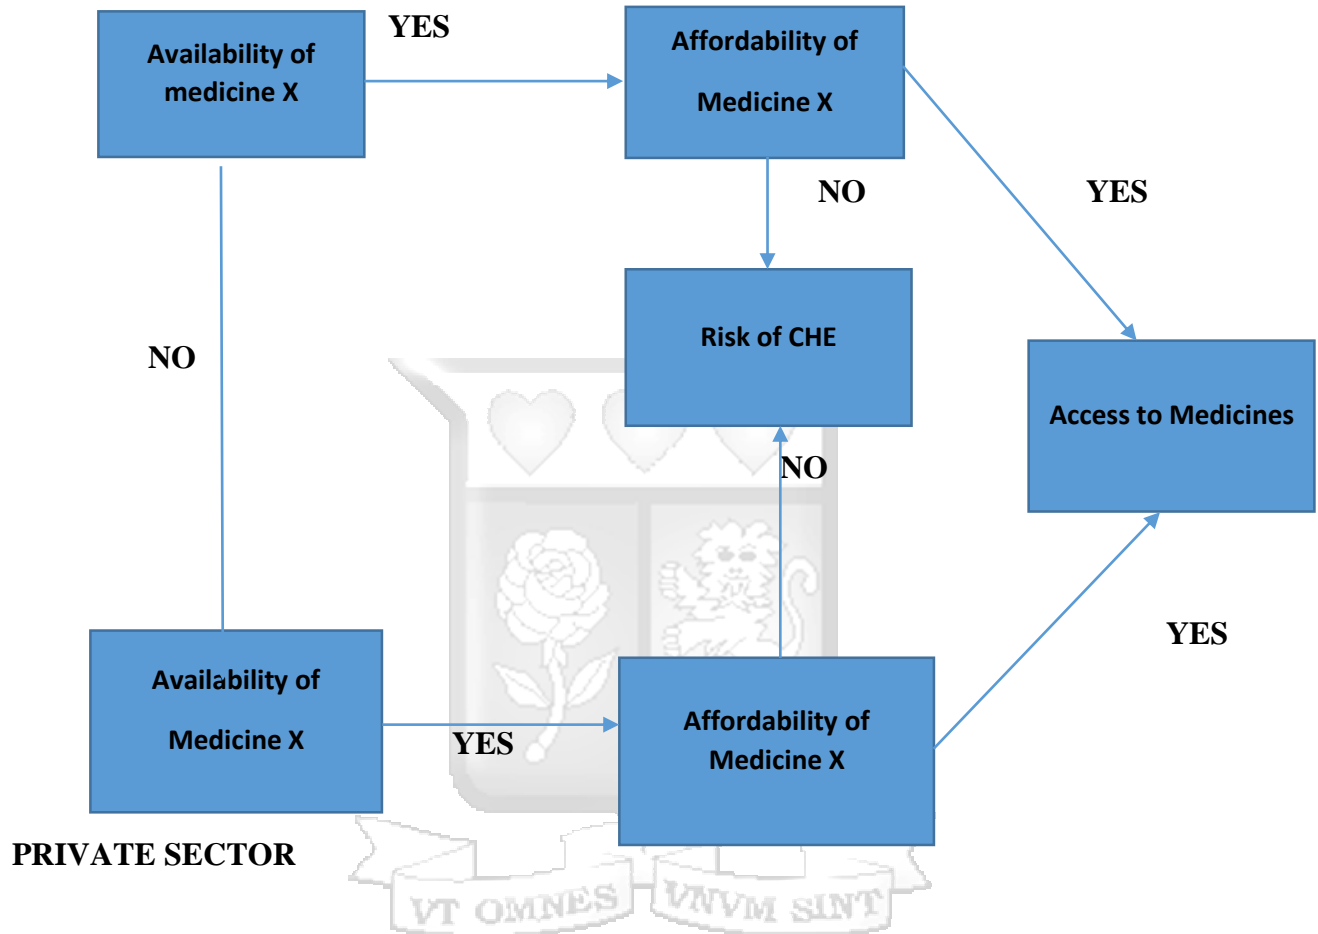 YES
Availability of
medicine X
Affordability of
Medicine X
NO
YES
Risk of CHE
NO
Access to Medicines
NO
YES
Availability of
Medicine X
YES
Affordability of
Medicine X
PRIVATE SECTOR
VT OMNES VNVM SINT